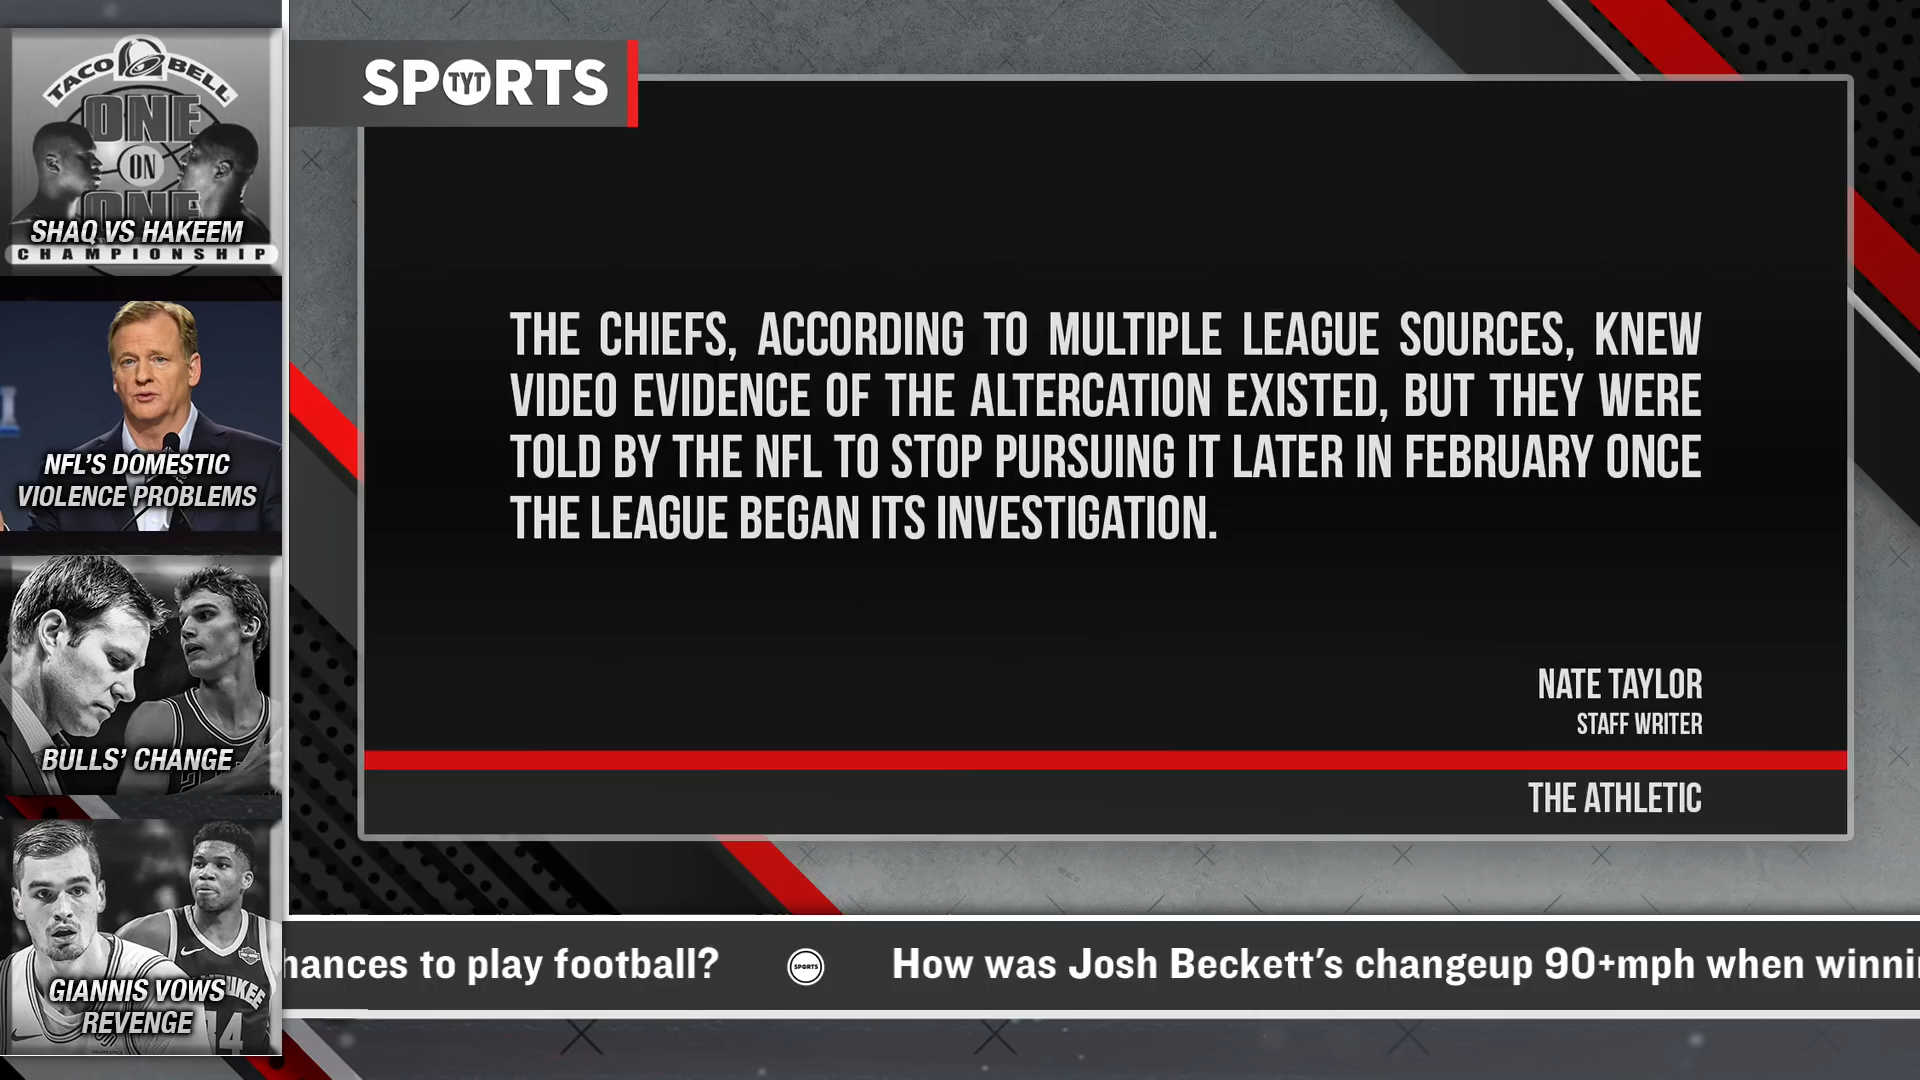 TACO BELL
ONE
ON
ONE
SHAQ VS HAKEEM
CHAMPIONSHIP
NFL'S DOMESTIC
VIOLENCE PROBLEMS
BULLS' CHANGE
GIANNIS VOWS
REVENGE
SPORTS
TYT
THE CHIEFS, ACCORDING TO MULTIPLE LEAGUE SOURCES, KNEW
VIDEO EVIDENCE OF THE ALTERCATION EXISTED, BUT THEY WERE
TOLD BY THE NFL TO STOP PURSUING IT LATER IN FEBRUARY ONCE
THE LEAGUE BEGAN ITS INVESTIGATION.
NATE TAYLOR
STAFF WRITER
THE ATHLETIC
hances to play football? SPORTS How was Josh Beckett's changeup 90+mph when winni